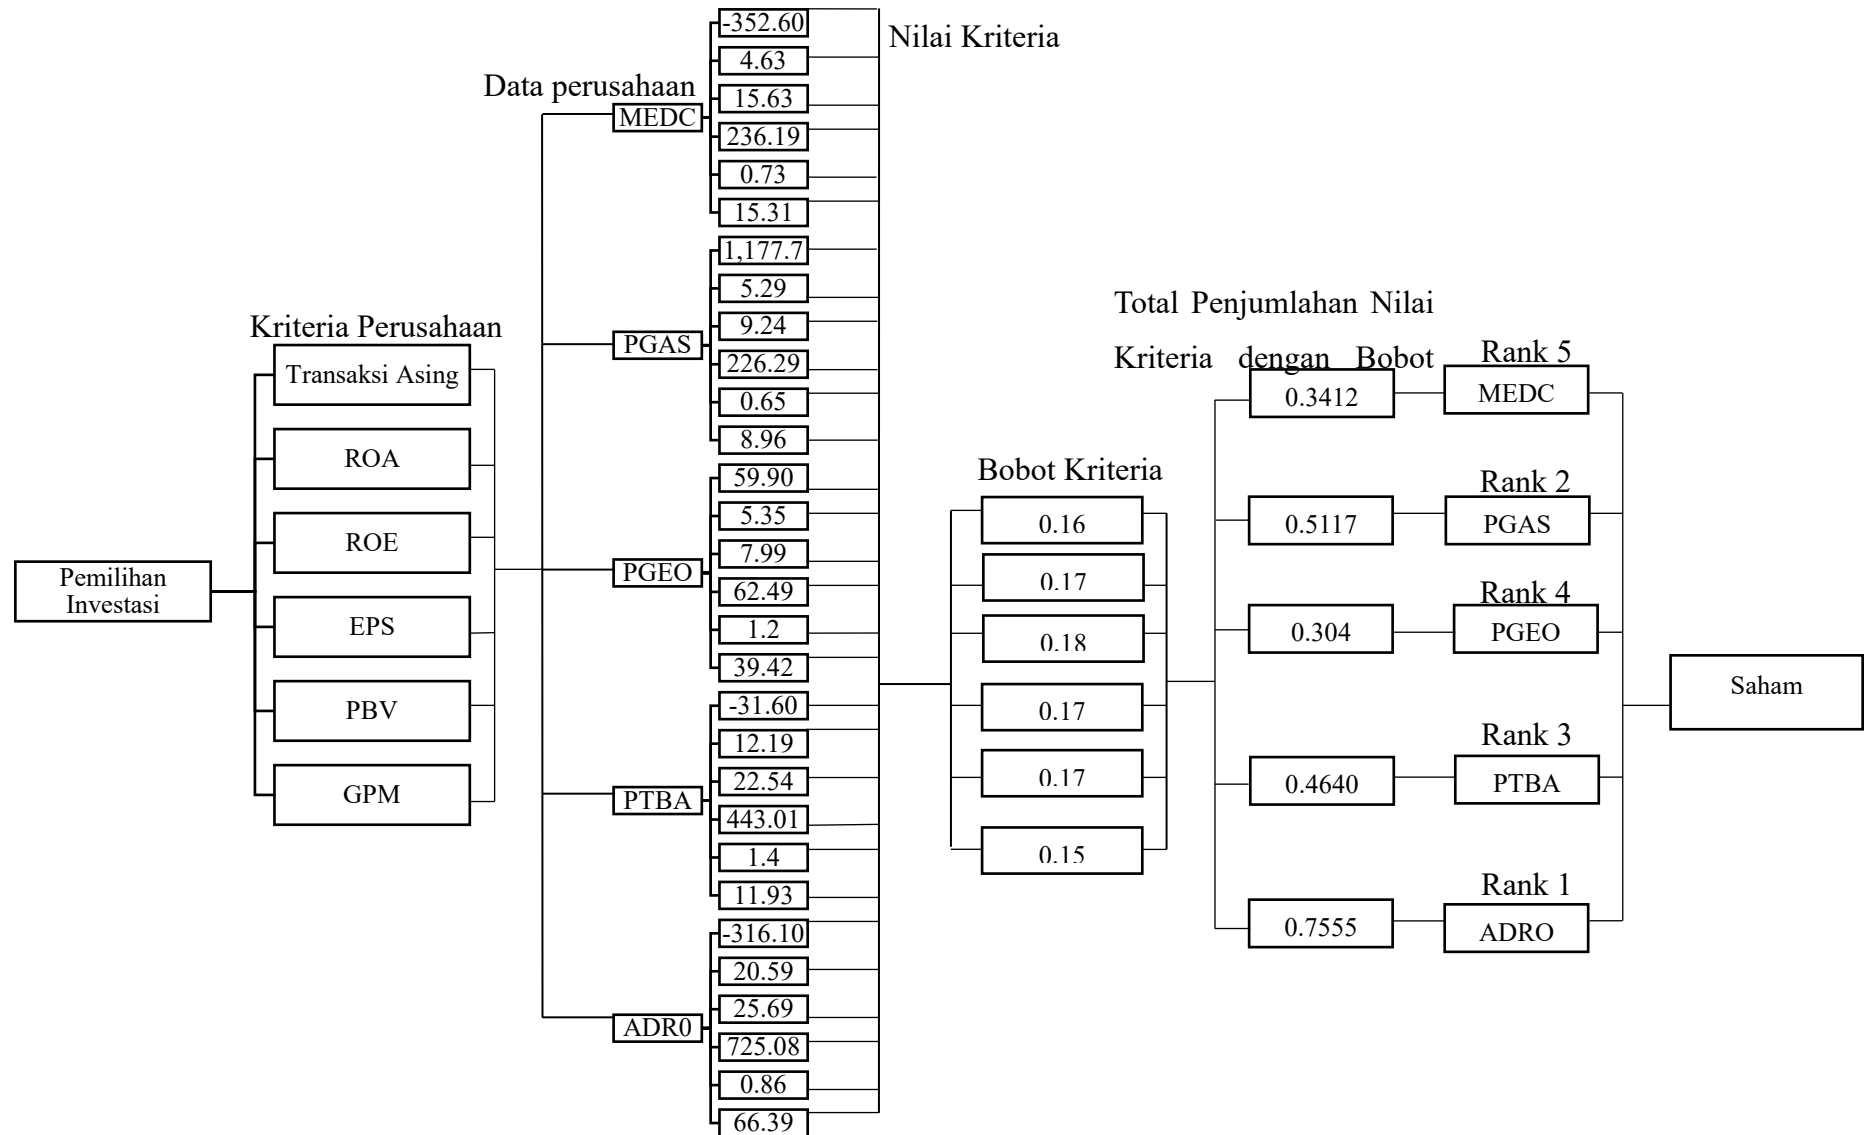 Pemilihan
Investasi
Kriteria Perusahaan
Transaksi Asing
ROA
ROE
EPS
PBV
GPM
Data perusahaan
MEDC
PGAS
PGEO
PTBA
ADR0
Nilai Kriteria
-352.60
4.63
15.63
236.19
0.73
15.31
1,177.7
5.29
9.24
226.29
0.65
8.96
59.90
5.35
7.99
62.49
1.2
39.42
-31.60
12.19
22.54
443.01
1.4
11.93
-316.10
20.59
25.69
725.08
0.86
66.39
Bobot Kriteria
0.16
0.17
0.18
0.17
0.17
0.15
Total Penjumlahan Nilai
Kriteria dengan Bobot
0.3412
0.5117
0.304
0.4640
0.7555
Rank 5
MEDC
Rank 2
PGAS
Rank 4
PGEO
Rank 3
PTBA
Rank 1
ADRO
Saham